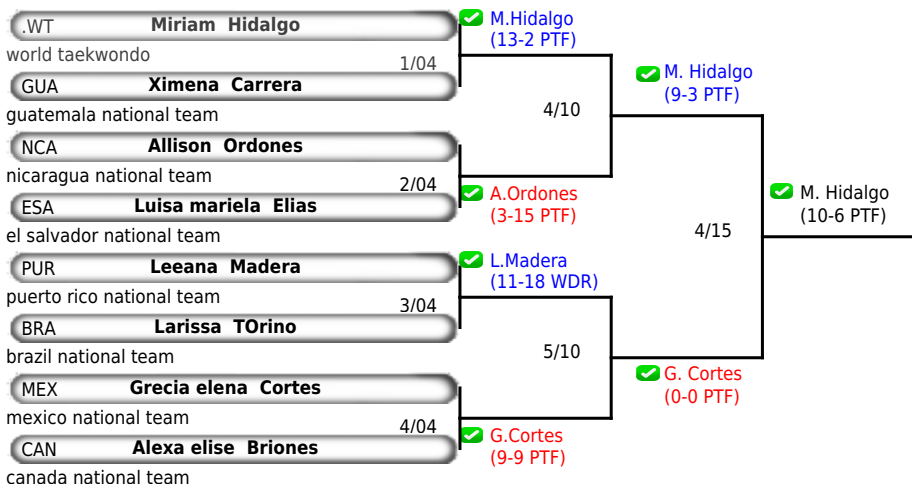 .WT Miriam Hidalgo
M.Hidalgo
(13-2 PTF)
world taekwondo
1/04
GUA Ximena Carrera
guatemala national team
M. Hidalgo
(9-3 PTF)
4/10
NCA Allison Ordones
nicaragua national team
2/04
ESA Luisa mariela Elias
A.Ordones
(3-15 PTF)
el salvador national team
M. Hidalgo
(10-6 PTF)
4/15
PUR Leeana Madera
L.Madera
(11-18 WDR)
puerto rico national team
3/04
BRA Larissa TOrino
brazil national team
5/10
MEX Grecia elena Cortes
G. Cortes
(0-0 PTF)
mexico national team
4/04
CAN Alexa elise Briones
G.Cortes
(9-9 PTF)
canada national team